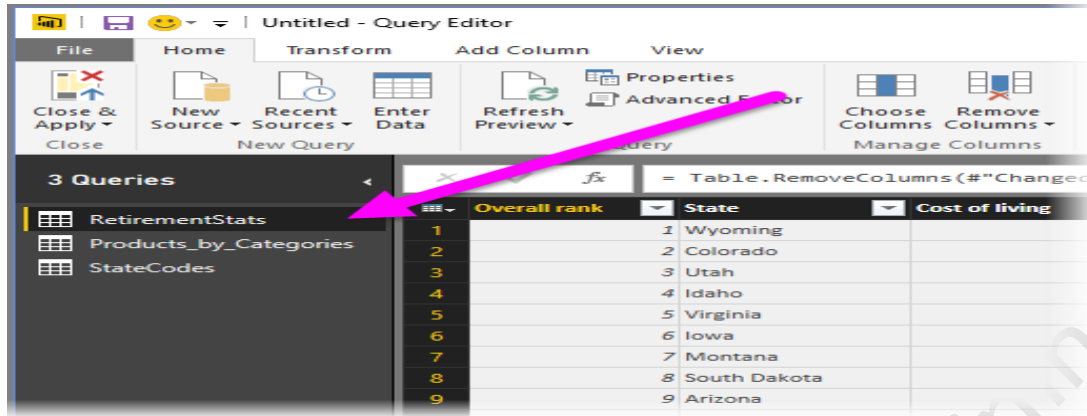 Untitled - Query Editor
File Home Transform Add Column View
Close & Apply
New Source
Recent Sources
Enter Data
Refresh Preview
Properties
Advanced
Choose Columns
Remove Columns
Close New Query Manage Columns
3 Queries
fx = Table.RemoveColumns(#"Changed
RetirementStats
Products_by_Categories
StateCodes
Overall rank State Cost of living
1 1 Wyoming
2 2 Colorado
3 3 Utah
4 4 Idaho
5 5 Virginia
6 6 Iowa
7 7 Montana
8 8 South Dakota
9 9 Arizona